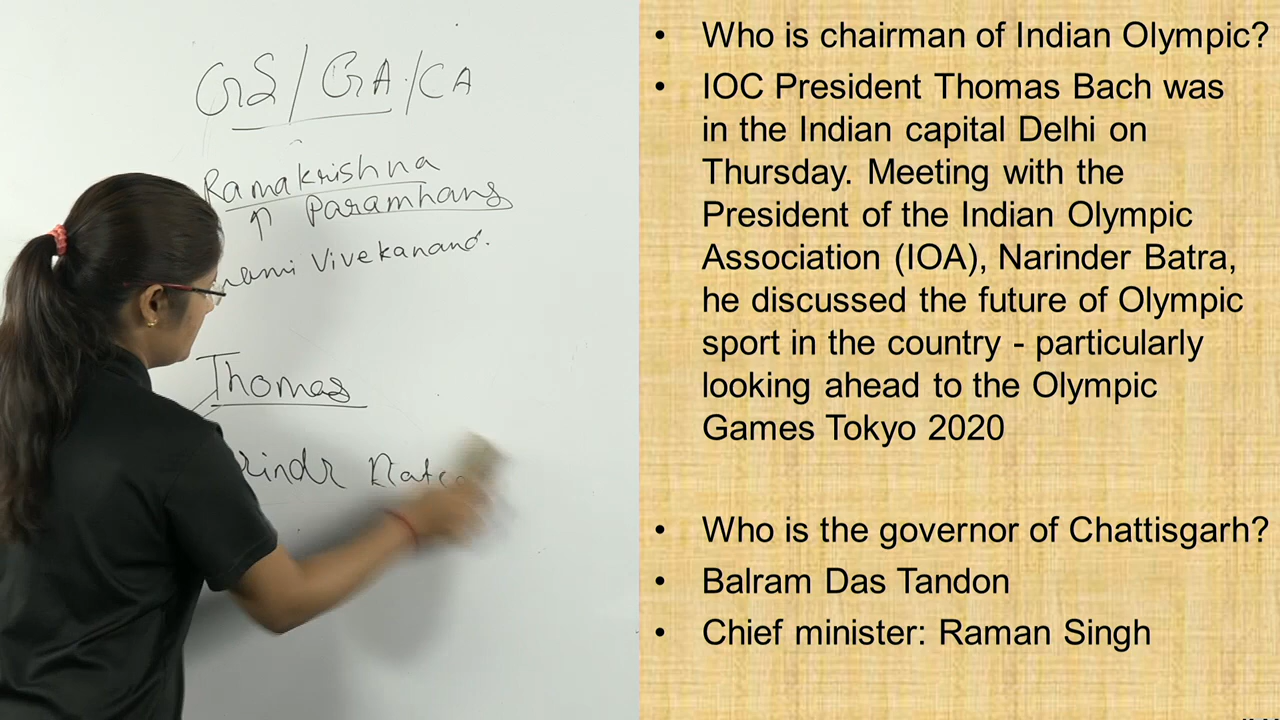 GS/GA/CA
Ramakrishna
Paramhans
Vivekanand.
Thomas
• Who is chairman of Indian Olympic?
• IOC President Thomas Bach was
in the Indian capital Delhi on
Thursday. Meeting with the
President of the Indian Olympic
Association (IOA), Narinder Batra,
he discussed the future of Olympic
sport in the country - particularly
looking ahead to the Olympic
Games Tokyo 2020
• Who is the governor of Chattisgarh?
• Balram Das Tandon
• Chief minister: Raman Singh